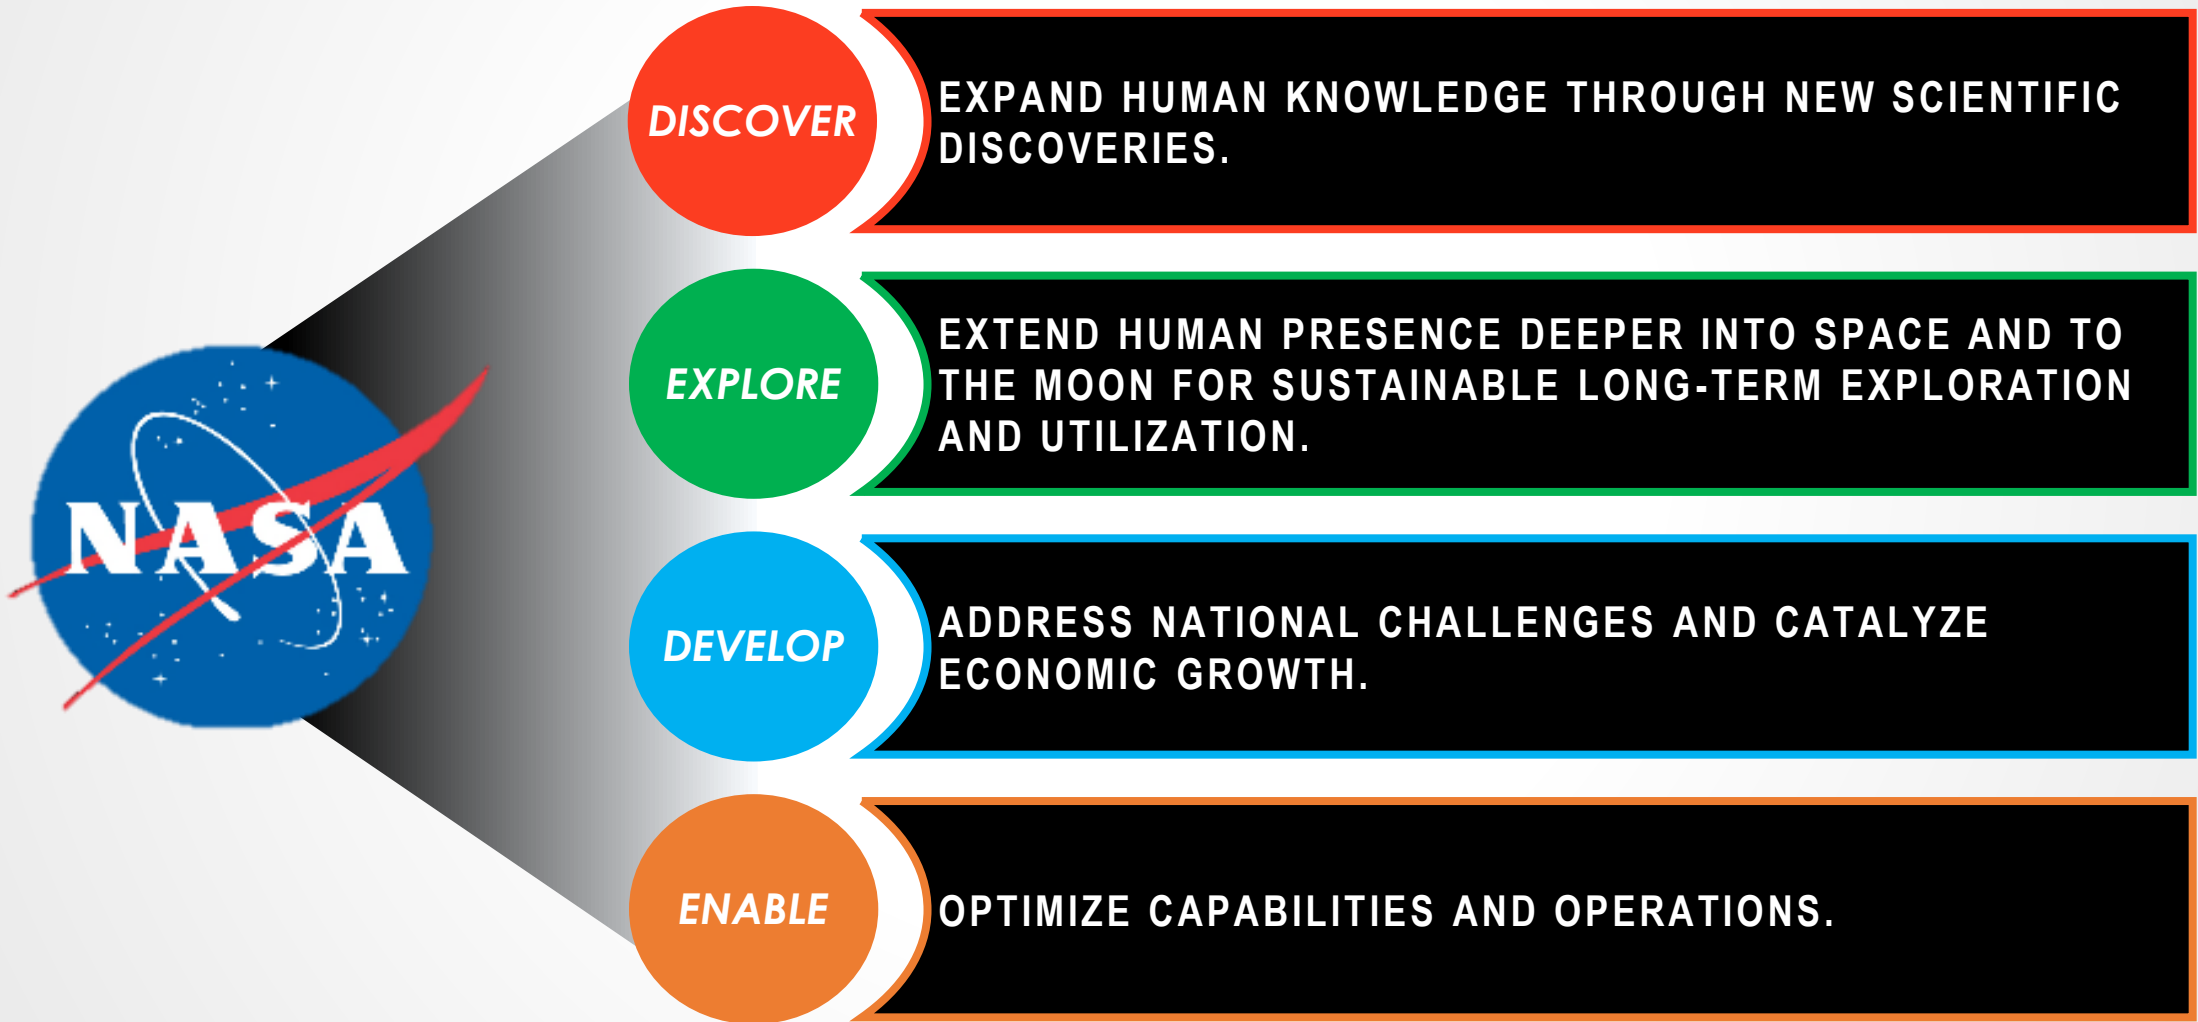 NASA
DISCOVER
EXPAND HUMAN KNOWLEDGE THROUGH NEW SCIENTIFIC
DISCOVERIES.
EXPLORE
EXTEND HUMAN PRESENCE DEEPER INTO SPACE AND TO
THE MOON FOR SUSTAINABLE LONG-TERM EXPLORATION
AND UTILIZATION.
DEVELOP
ADDRESS NATIONAL CHALLENGES AND CATALYZE
ECONOMIC GROWTH.
ENABLE
OPTIMIZE CAPABILITIES AND OPERATIONS.